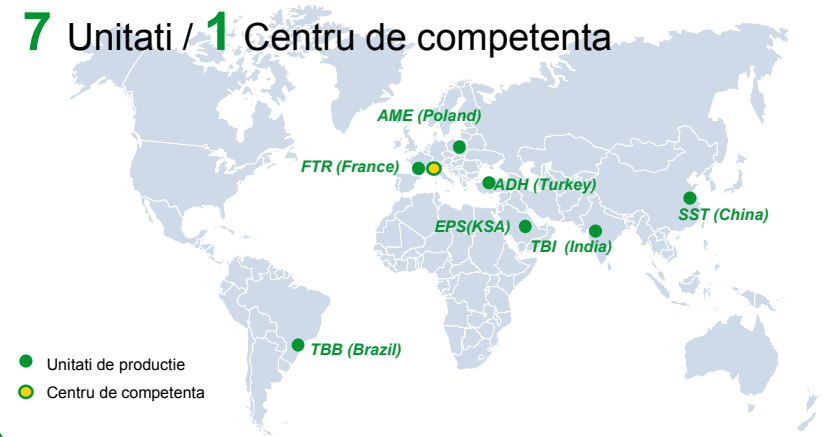 7 Unitati / 1 Centru de competenta
AME (Poland)
FTR (France)
ADH (Turkey)
SST (China)
EPS(KSA)
TBI (India)
TBB (Brazil)
Unitati de productie
Centru de competenta